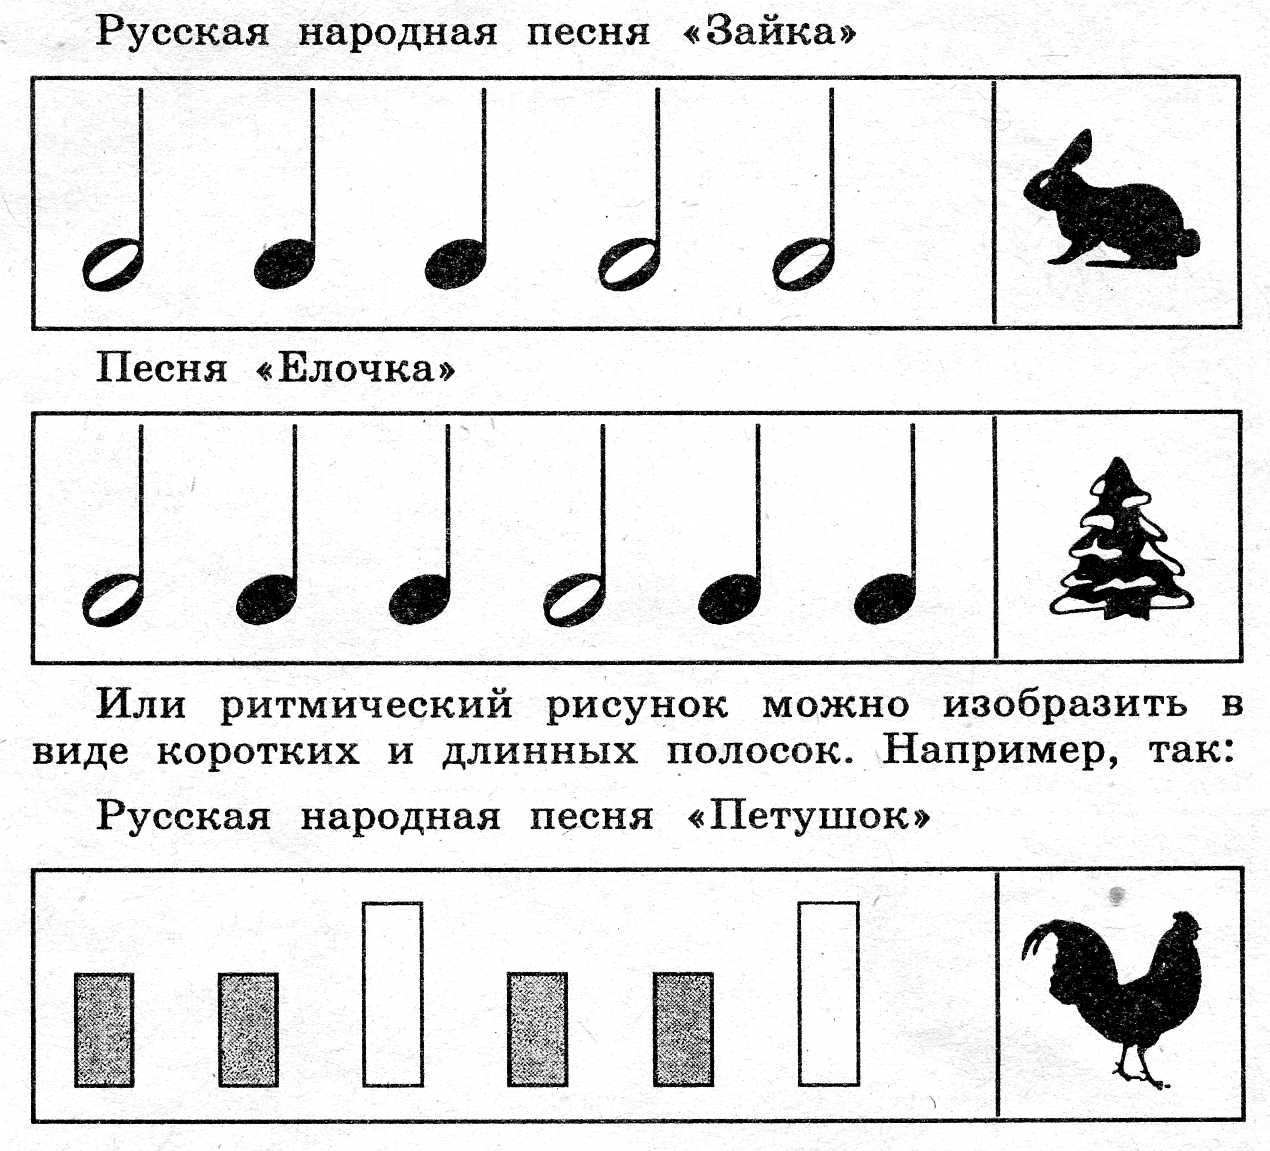 Русская народная песня «Зайка»
Песня «Елочка»
Или ритмический рисунок можно изобразить в
виде коротких и длинных полосок. Например, так:
Русская народная песня «Петушок»